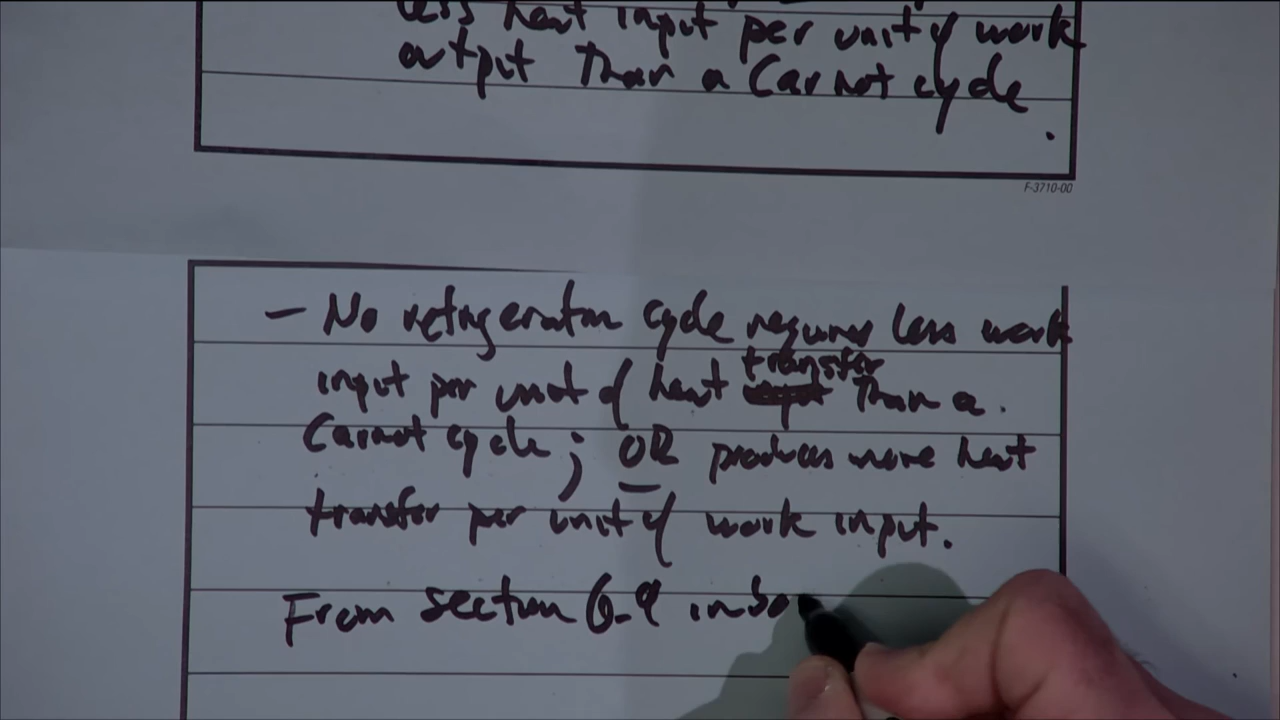 less heat input per unit of work
output Than a Carnot cycle.
F-3710-00
- No refrigeration cycle requires less work
input per unit of heat transfer Than a.
Carnot cycle; OR produces more heat
transfer per unit of work input.
From section 6.9 in bo